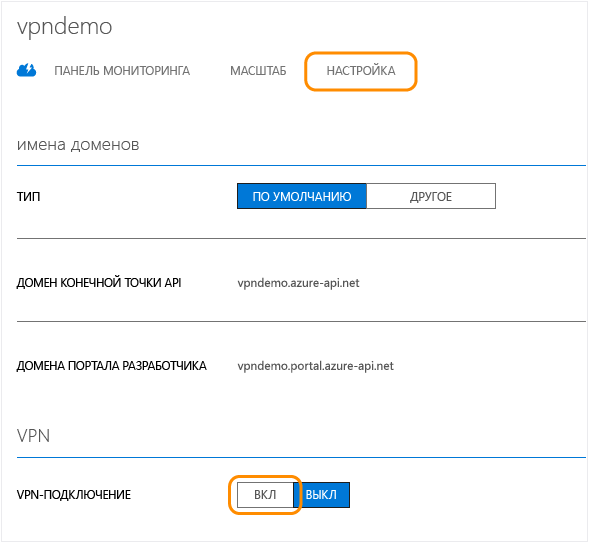 vpndemo
ПАНЕЛЬ МОНИТОРИНГА МАСШТАБ НАСТРОЙКА
имена доменов
ТИП ПО УМОЛЧАНИЮ ДРУГОЕ
ДОМЕН КОНЕЧНОЙ ТОЧКИ API vpndemo.azure-api.net
ДОМЕНА ПОРТАЛА РАЗРАБОТЧИКА vpndemo.portal.azure-api.net
VPN
VPN-ПОДКЛЮЧЕНИЕ ВКЛ ВЫКЛ